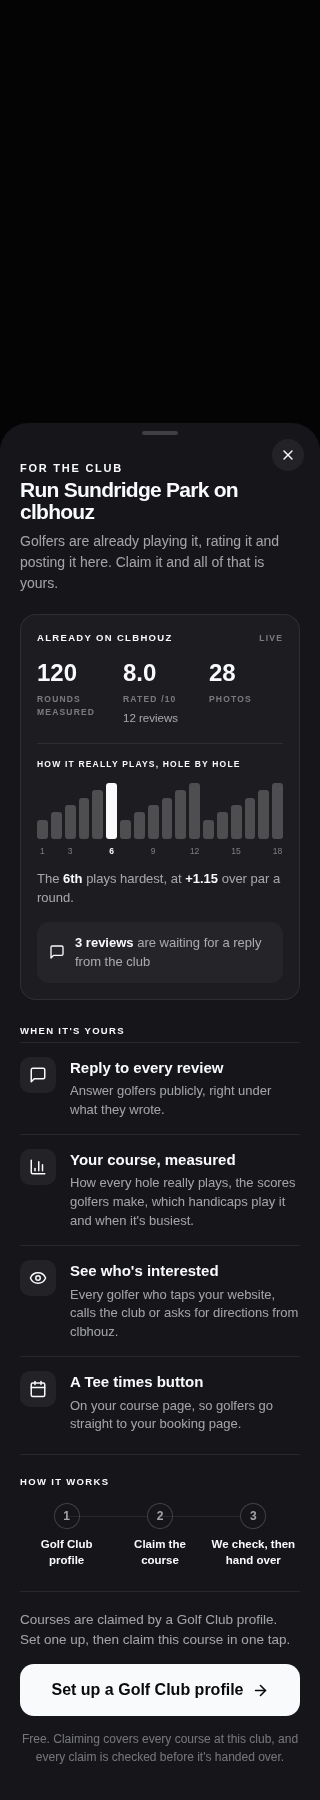 FOR THE CLUB
Run Sundridge Park on
clbhouz
Golfers are already playing it, rating it and
posting it here. Claim it and all of that is
yours.
ALREADY ON CLBHOUZ LIVE
120 8.0 28
ROUNDS RATED /10 PHOTOS
MEASURED
12 reviews
HOW IT REALLY PLAYS, HOLE BY HOLE
1 3 6 9 12 15 18
The 6th plays hardest, at +1.15 over par a
round.
3 reviews are waiting for a reply
from the club
WHEN IT'S YOURS
Reply to every review
Answer golfers publicly, right under
what they wrote.
Your course, measured
How every hole really plays, the scores
golfers make, which handicaps play it
and when it's busiest.
See who's interested
Every golfer who taps your website,
calls the club or asks for directions from
clbhouz.
A Tee times button
On your course page, so golfers go
straight to your booking page.
HOW IT WORKS
1 2 3
Golf Club Claim the We check, then
profile course hand over
Courses are claimed by a Golf Club profile.
Set one up, then claim this course in one tap.
Set up a Golf Club profile
Free. Claiming covers every course at this club, and
every claim is checked before it's handed over.